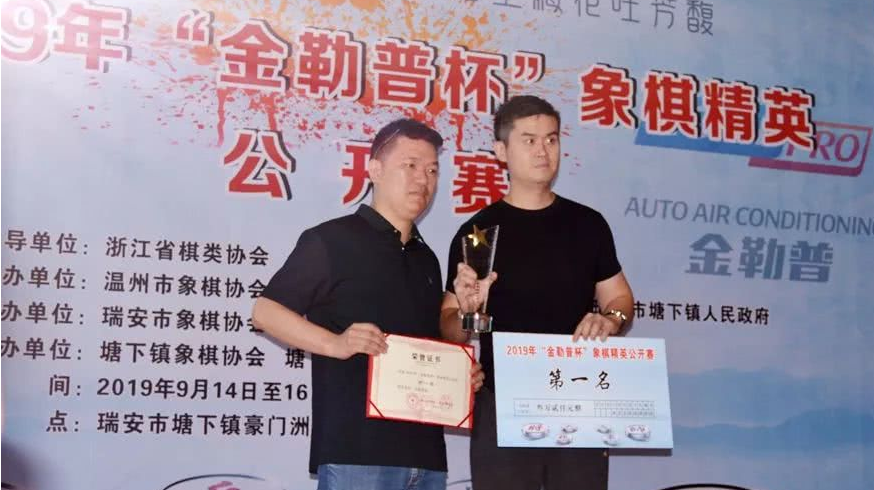 梅花吐芳馥
9年“金勒普杯”象棋精英
公开赛
PRO
AUTO AIR CONDITIONING
金勒普
导单位：浙江省棋类协会
办单位：温州市象棋协会
办单位：瑞安市象棋协会
市塘下镇人民政府
办单位：塘下镇象棋协会 塘
间：2019年9月14日至16
点：瑞安市塘下镇豪门洲
荣誉证书
2019年“金勒普杯”象棋精英公开赛
第一名